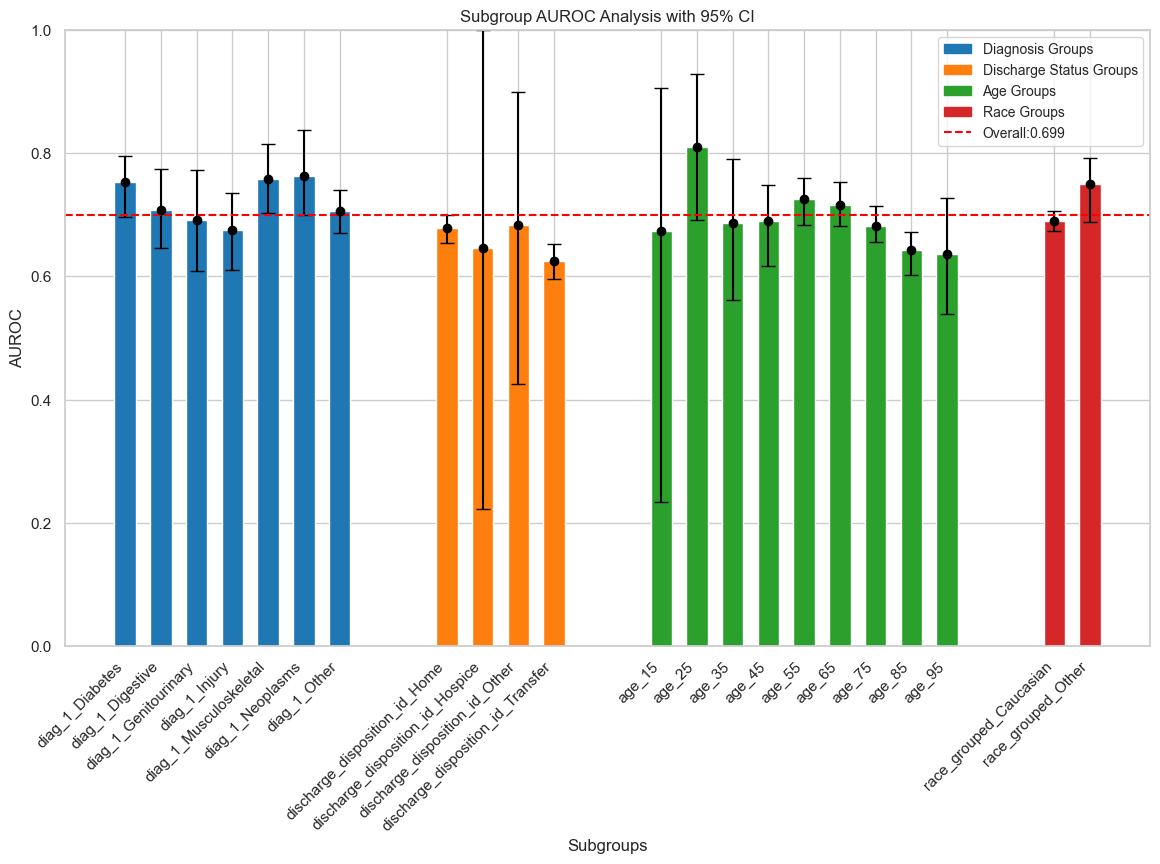 Subgroup AUROC Analysis with 95% CI
Diagnosis Groups
Discharge Status Groups
Age Groups
Race Groups
Overall:0.699
AUROC
1.0
0.8
0.6
0.4
0.2
0.0
diag_1_Diabetes
diag_1_Digestive
diag_1_Genitourinary
diag_1_Injury
diag_1_Musculoskeletal
diag_1_Neoplasms
diag_1_Other
discharge_disposition_id_Home
discharge_disposition_id_Hospice
discharge_disposition_id_Other
discharge_disposition_id_Transfer
age_15
age_25
age_35
age_45
age_55
age_65
age_75
age_85
age_95
race_grouped_Caucasian
race_grouped_Other
Subgroups